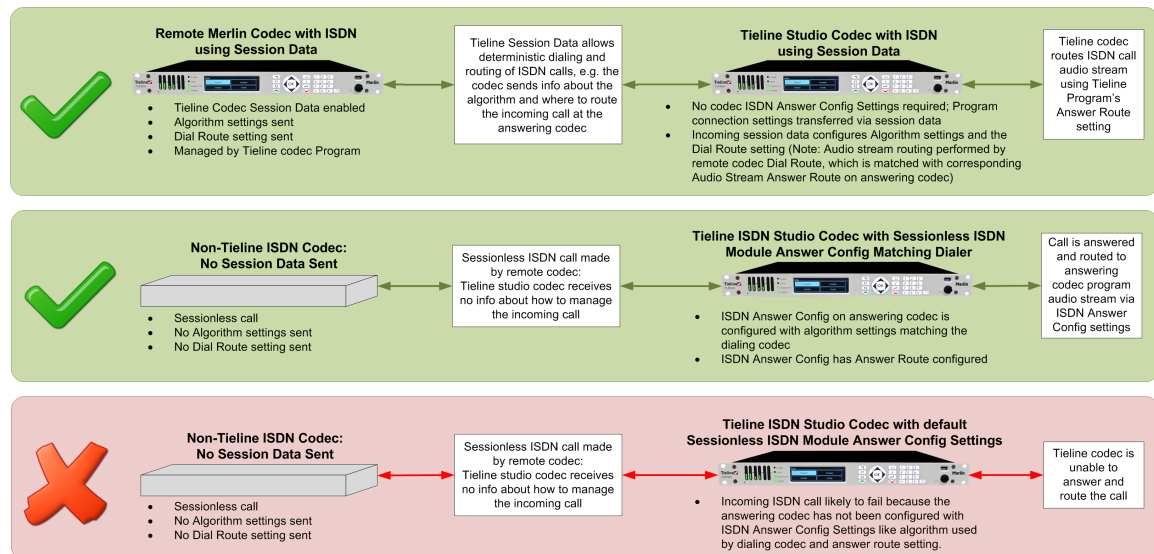 Remote Merlin Codec with ISDN
using Session Data
Tieline
Merlin
• Tieline Codec Session Data enabled
• Algorithm settings sent
• Dial Route setting sent
• Managed by Tieline codec Program
Tieline Session Data allows
deterministic dialing and
routing of ISDN calls, e.g. the
codec sends info about the
algorithm and where to route
the incoming call at the
answering codec
Tieline Studio Codec with ISDN
using Session Data
Tieline
Merlin
• No codec ISDN Answer Config Settings required; Program
connection settings transferred via session data
• Incoming session data configures Algorithm settings and the
Dial Route setting (Note: Audio stream routing performed by
remote codec Dial Route, which is matched with corresponding
Audio Stream Answer Route on answering codec)
Tieline codec
routes ISDN call
audio stream
using Tieline
Program's
Answer Route
setting
Non-Tieline ISDN Codec:
No Session Data Sent
• Sessionless call
• No Algorithm settings sent
• No Dial Route setting sent
Sessionless ISDN call made
by remote codec:
Tieline studio codec receives
no info about how to manage
the incoming call
Tieline ISDN Studio Codec with Sessionless ISDN
Module Answer Config Matching Dialer
Tieline
Merlin
• ISDN Answer Config on answering codec is
configured with algorithm settings matching the
dialing codec
• ISDN Answer Config has Answer Route configured
Call is answered
and routed to
answering
codec program
audio stream via
ISDN Answer
Config settings
Non-Tieline ISDN Codec:
No Session Data Sent
• Sessionless call
• No Algorithm settings sent
• No Dial Route setting sent
Sessionless ISDN call made
by remote codec:
Tieline studio codec receives
no info about how to manage
the incoming call
Tieline ISDN Studio Codec with default
Sessionless ISDN Module Answer Config Settings
Tieline
Merlin
• Incoming ISDN call likely to fail because the
answering codec has not been configured with
ISDN Answer Config Settings like algorithm used
by dialing codec and answer route setting.
Tieline codec is
unable to
answer and
route the call